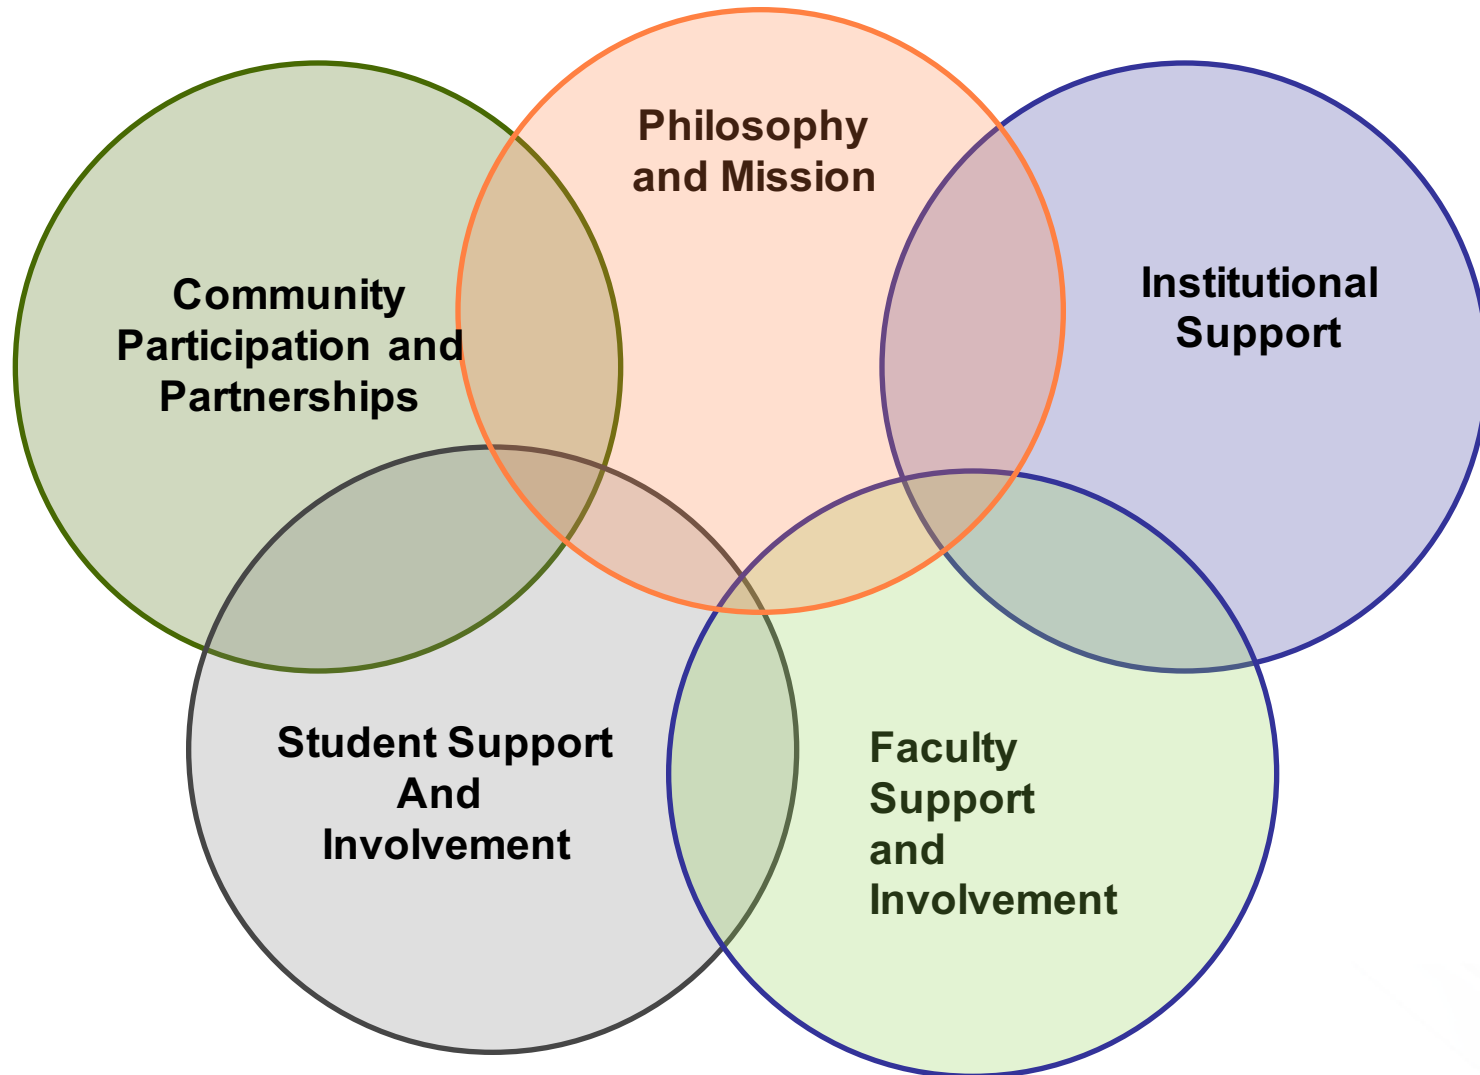 Philosophy
and Mission
Community
Participation and
Partnerships
Institutional
Support
Student Support
And
Involvement
Faculty
Support
and
Involvement